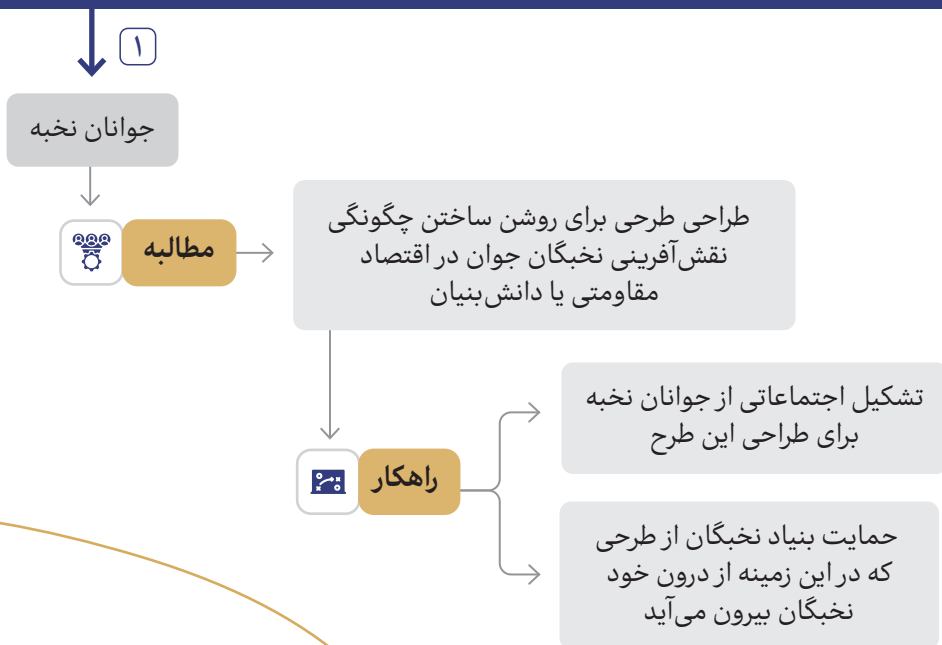 ۱
جوانان نخبه
مطالبه
طراحی طرحی برای روشن ساختن چگونگی
نقش‌آفرینی نخبگان جوان در اقتصاد
مقاومتی یا دانش‌بنیان
راهکار
تشکیل اجتماعاتی از جوانان نخبه
برای طراحی این طرح
حمایت بنیاد نخبگان از طرحی
که در این زمینه از درون خود
نخبگان بیرون می‌آید